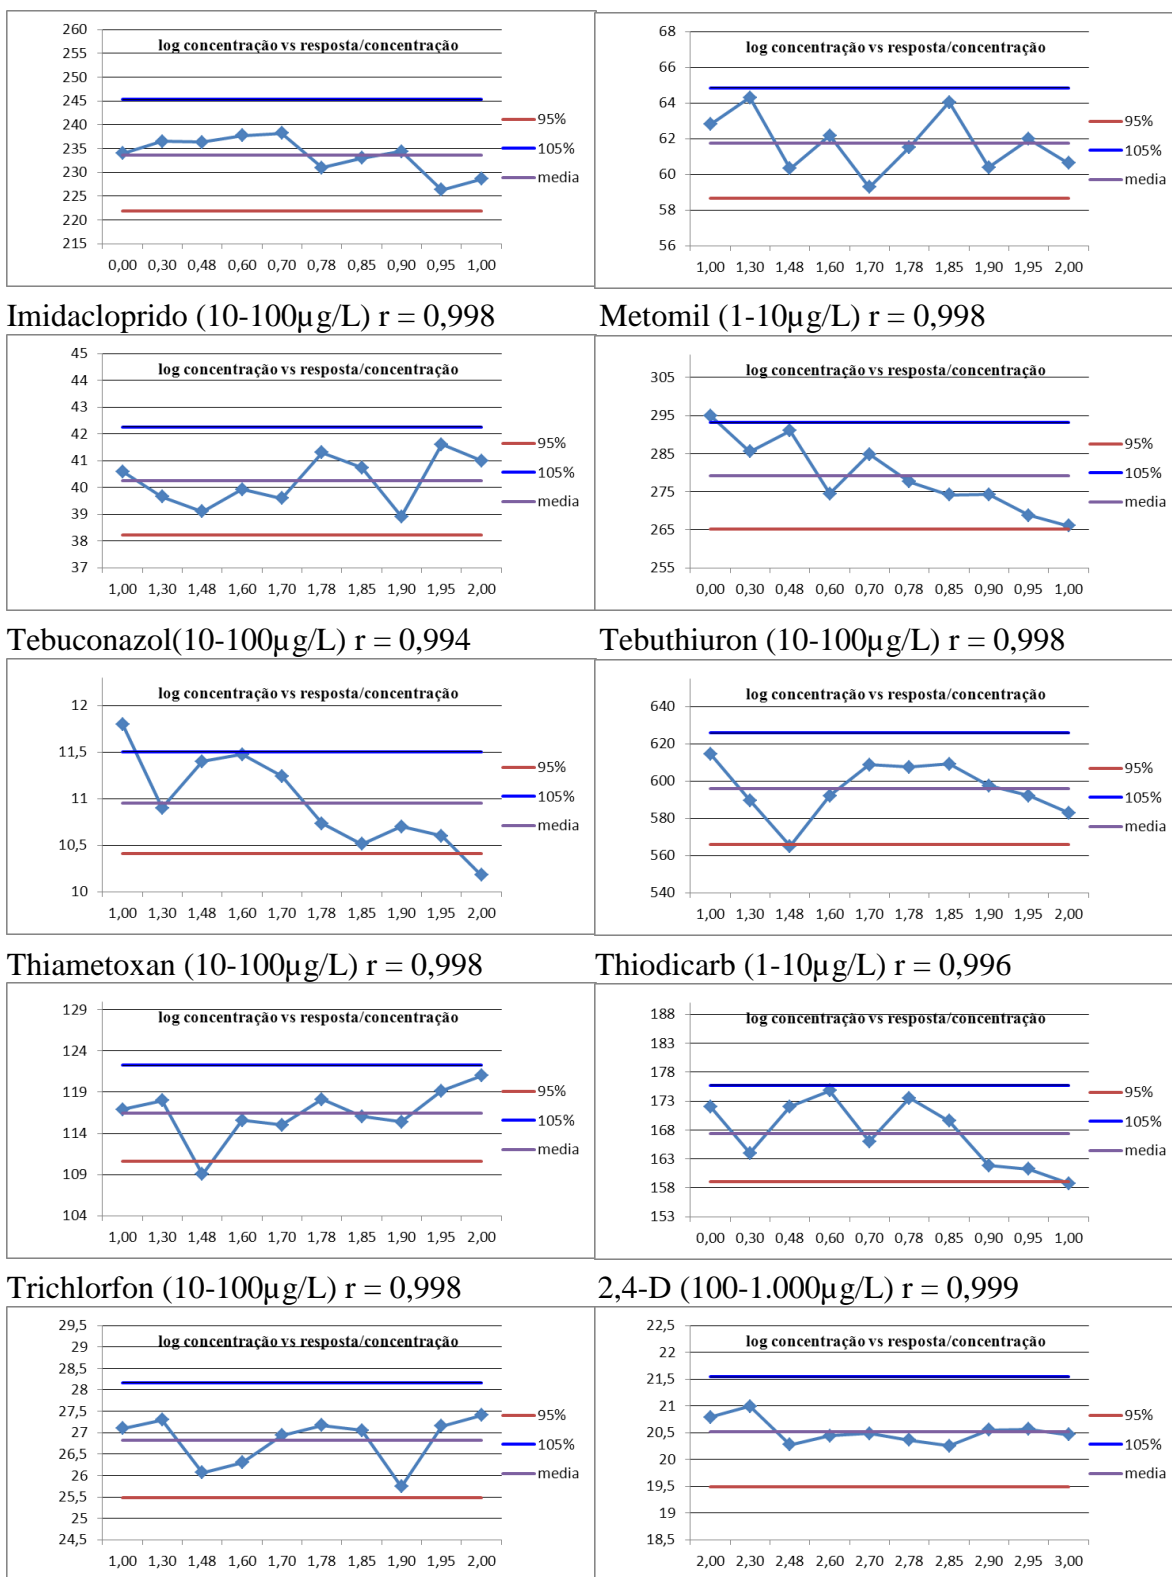 log concentração vs resposta/concentração
260
255
250
245
240
235
230
225
220
215
0,00 0,30 0,48 0,60 0,70 0,78 0,85 0,90 0,95 1,00
95%
105%
media
log concentração vs resposta/concentração
68
66
64
62
60
58
56
1,00 1,30 1,48 1,60 1,70 1,78 1,85 1,90 1,95 2,00
95%
105%
media
Imidacloprido (10-100µg/L) r = 0,998
Metomil (1-10µg/L) r = 0,998
log concentração vs resposta/concentração
45
44
43
42
41
40
39
38
37
1,00 1,30 1,48 1,60 1,70 1,78 1,85 1,90 1,95 2,00
95%
105%
media
log concentração vs resposta/concentração
305
295
285
275
265
255
0,00 0,30 0,48 0,60 0,70 0,78 0,85 0,90 0,95 1,00
95%
105%
media
Tebuconazol(10-100µg/L) r = 0,994
Tebuthiuron (10-100µg/L) r = 0,998
log concentração vs resposta/concentração
12
11,5
11
10,5
10
1,00 1,30 1,48 1,60 1,70 1,78 1,85 1,90 1,95 2,00
95%
105%
media
log concentração vs resposta/concentração
640
620
600
580
560
540
1,00 1,30 1,48 1,60 1,70 1,78 1,85 1,90 1,95 2,00
95%
105%
media
Thiametoxan (10-100µg/L) r = 0,998
Thiodicarb (1-10µg/L) r = 0,996
log concentração vs resposta/concentração
129
124
119
114
109
104
1,00 1,30 1,48 1,60 1,70 1,78 1,85 1,90 1,95 2,00
95%
105%
media
log concentração vs resposta/concentração
188
183
178
173
168
163
158
153
0,00 0,30 0,48 0,60 0,70 0,78 0,85 0,90 0,95 1,00
95%
105%
media
Trichlorfon (10-100µg/L) r = 0,998
2,4-D (100-1.000µg/L) r = 0,999
log concentração vs resposta/concentração
29,5
29
28,5
28
27,5
27
26,5
26
25,5
25
24,5
1,00 1,30 1,48 1,60 1,70 1,78 1,85 1,90 1,95 2,00
95%
105%
media
log concentração vs resposta/concentração
22,5
22
21,5
21
20,5
20
19,5
19
18,5
2,00 2,30 2,48 2,60 2,70 2,78 2,85 2,90 2,95 3,00
95%
105%
media